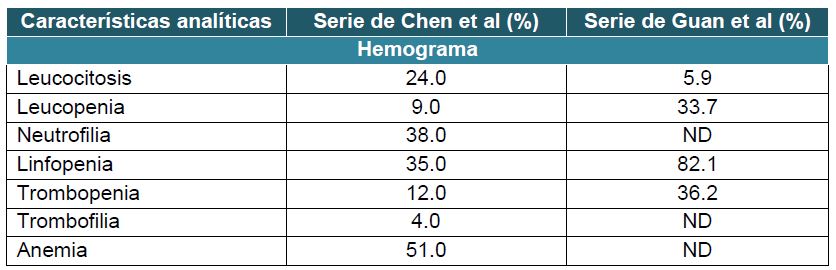 Características analíticas Serie de Chen et al (%) Serie de Guan et al (%)
Hemograma
Leucocitosis 24.0 5.9
Leucopenia 9.0 33.7
Neutrofilia 38.0 ND
Linfopenia 35.0 82.1
Trombopenia 12.0 36.2
Trombofilia 4.0 ND
Anemia 51.0 ND